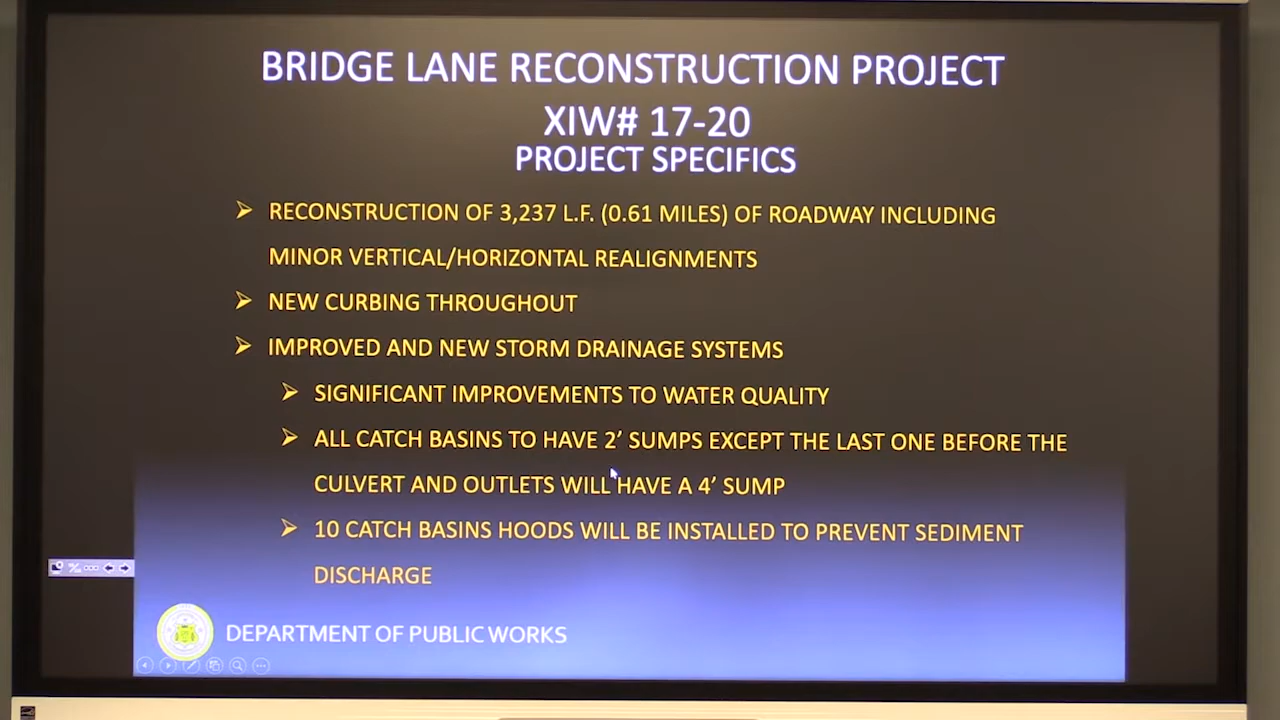 BRIDGE LANE RECONSTRUCTION PROJECT
XIW# 17-20
PROJECT SPECIFICS
RECONSTRUCTION OF 3,237 L.F. (0.61 MILES) OF ROADWAY INCLUDING
MINOR VERTICAL/HORIZONTAL REALIGNMENTS
NEW CURBING THROUGHOUT
IMPROVED AND NEW STORM DRAINAGE SYSTEMS
SIGNIFICANT IMPROVEMENTS TO WATER QUALITY
ALL CATCH BASINS TO HAVE 2’ SUMPS EXCEPT THE LAST ONE BEFORE THE
CULVERT AND OUTLETS WILL HAVE A 4’ SUMP
10 CATCH BASINS HOODS WILL BE INSTALLED TO PREVENT SEDIMENT
DISCHARGE
DEPARTMENT OF PUBLIC WORKS